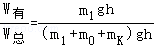 W有/W总 = m₁gh/(m₁+m₀+mK)gh